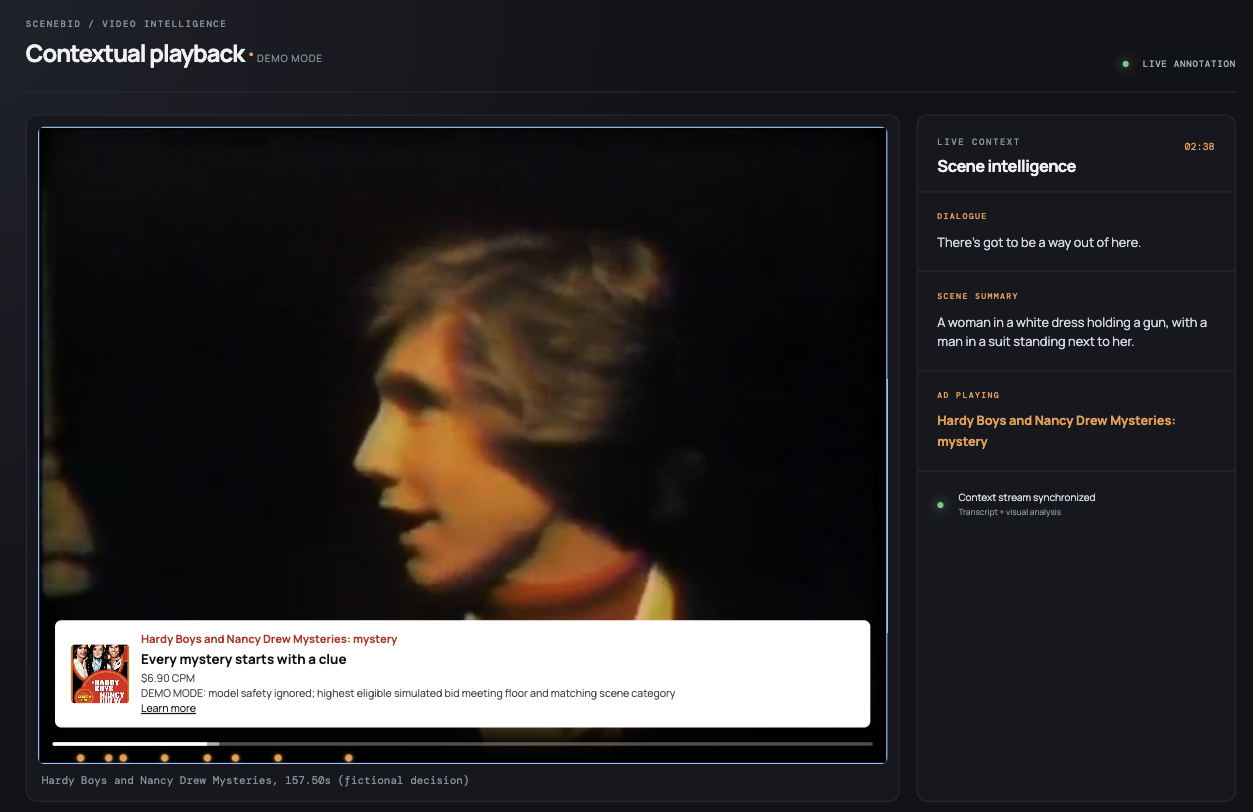 SCENEBID / VIDEO INTELLIGENCE
Contextual playback • DEMO MODE
LIVE ANNOTATION
LIVE CONTEXT
02:38
Scene intelligence
DIALOGUE
There's got to be a way out of here.
SCENE SUMMARY
A woman in a white dress holding a gun, with a
man in a suit standing next to her.
AD PLAYING
Hardy Boys and Nancy Drew Mysteries:
mystery
Context stream synchronized
Transcript + visual analysis
HARDY
BOYS
NANCY
DREW
Hardy Boys and Nancy Drew Mysteries: mystery
Every mystery starts with a clue
$6.90 CPM
DEMO MODE: model safety ignored; highest eligible simulated bid meeting floor and matching scene category
Learn more
Hardy Boys and Nancy Drew Mysteries, 157.50s (fictional decision)